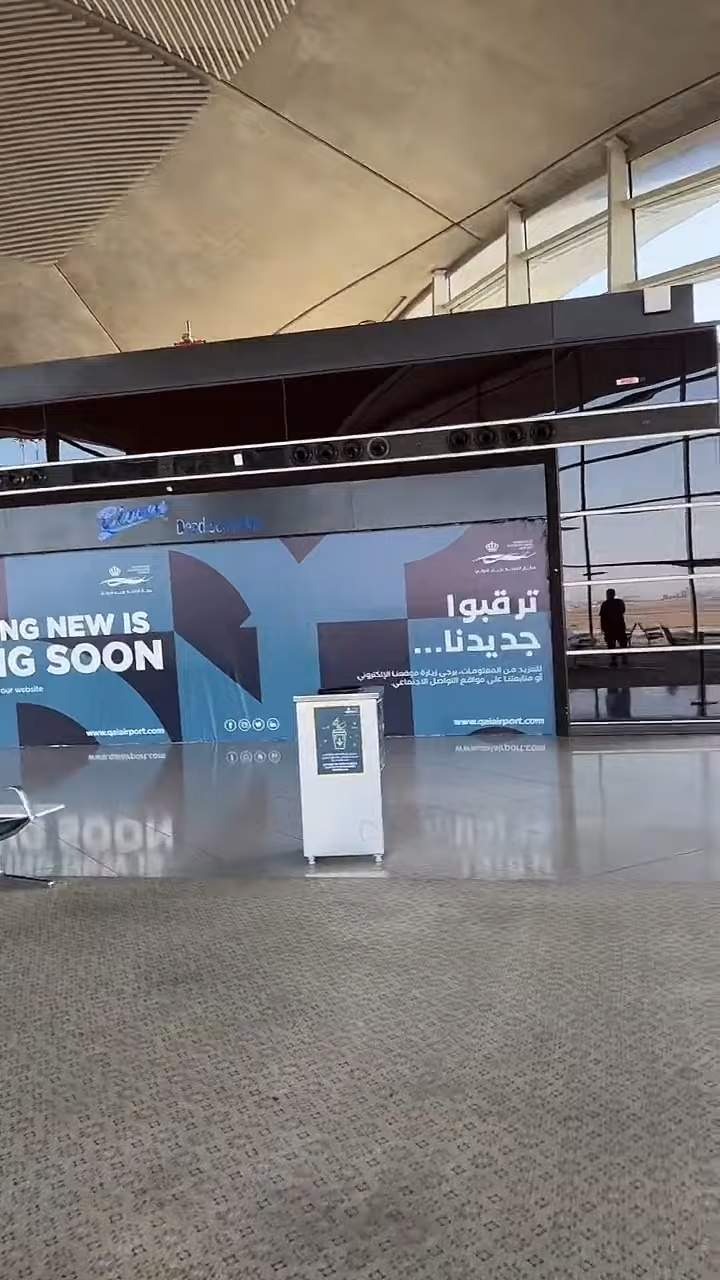 NG NEW IS
NG SOON
our website
www.qaiairport.com
ترقبوا
جديدنا...
للمزيد من المعلومات، يرجى زيارة موقعنا الإلكتروني
أو متابعتنا على مواقع التواصل الاجتماعي
www.qaiairport.com